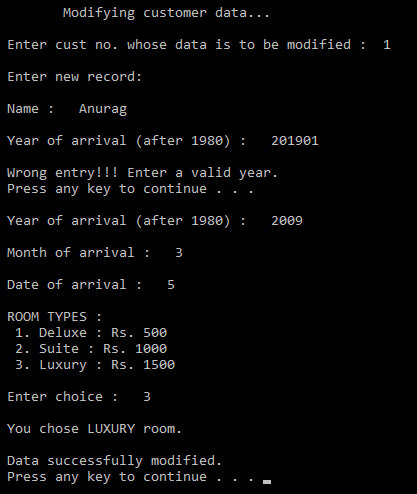 Modifying customer data...
Enter cust no. whose data is to be modified :  1
Enter new record:
Name :   Anurag
Year of arrival (after 1980) :   201901
Wrong entry!!! Enter a valid year.
Press any key to continue . . .
Year of arrival (after 1980) :   2009
Month of arrival :   3
Date of arrival :   5
ROOM TYPES :
1. Deluxe : Rs. 500
2. Suite : Rs. 1000
3. Luxury : Rs. 1500
Enter choice :   3
You chose LUXURY room.
Data successfully modified.
Press any key to continue . . .